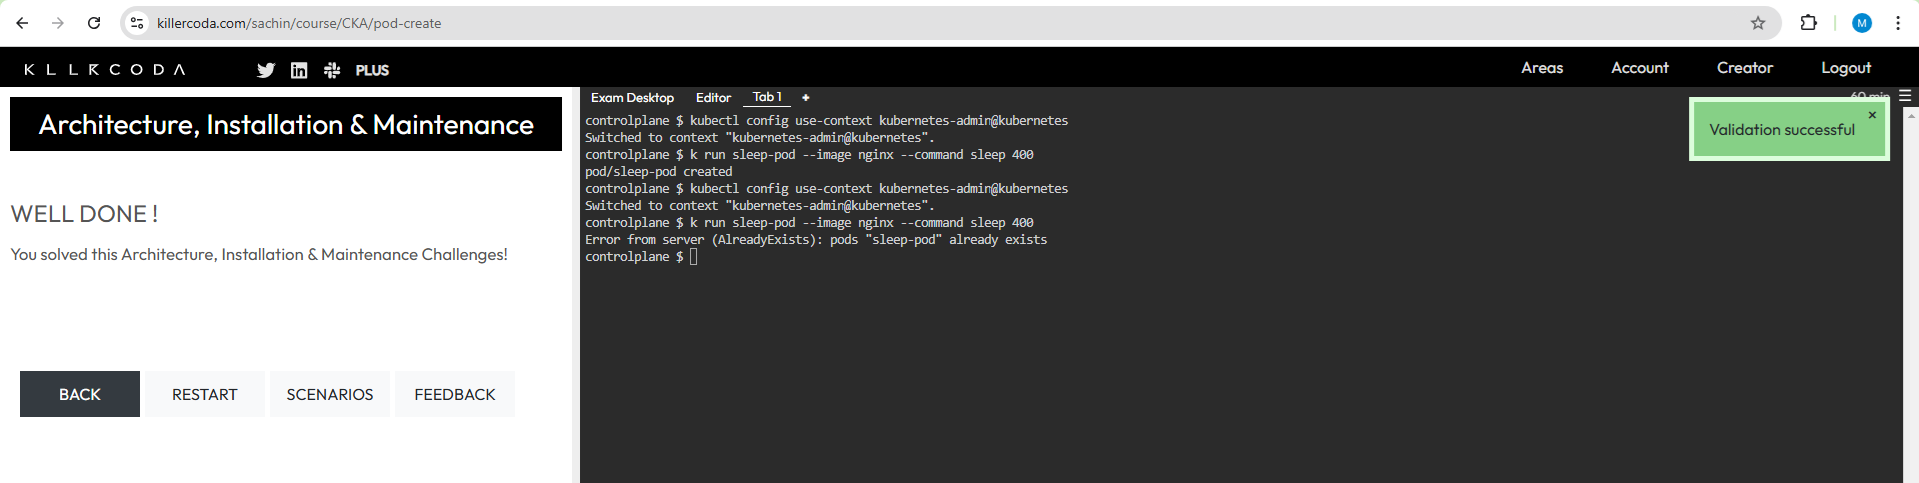 killercoda.com/sachin/course/CKA/pod-create
M
KILLERCODA
PLUS
Areas
Account
Creator
Logout
Architecture, Installation & Maintenance
WELL DONE !
You solved this Architecture, Installation & Maintenance Challenges!
BACK
RESTART
SCENARIOS
FEEDBACK
Exam Desktop
Editor
Tab 1
+
60 min
controlplane $ kubectl config use-context kubernetes-admin@kubernetes
Switched to context "kubernetes-admin@kubernetes".
controlplane $ k run sleep-pod --image nginx --command sleep 400
pod/sleep-pod created
controlplane $ kubectl config use-context kubernetes-admin@kubernetes
Switched to context "kubernetes-admin@kubernetes".
controlplane $ k run sleep-pod --image nginx --command sleep 400
Error from server (AlreadyExists): pods "sleep-pod" already exists
controlplane $
Validation successful